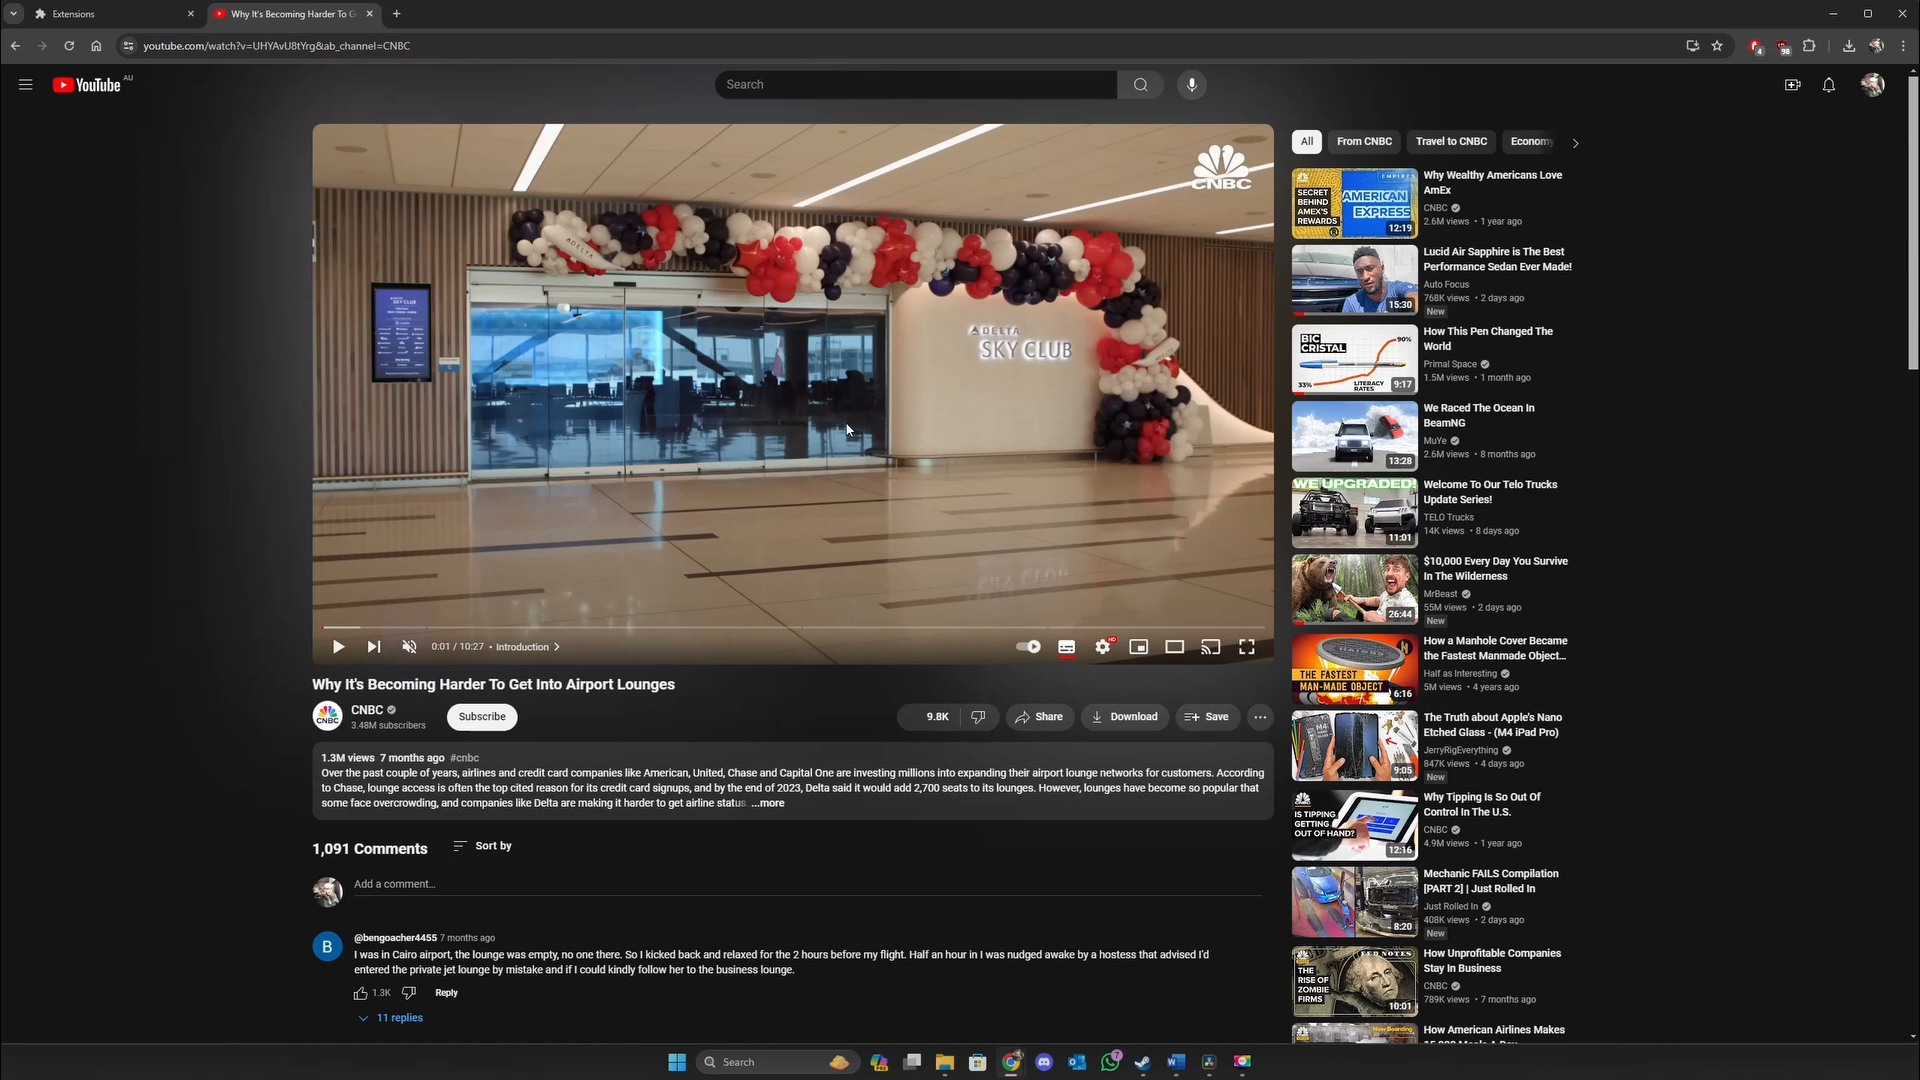 Extensions
Why It's Becoming Harder To G
youtube.com/watch?v=UHYAvU8tYrg&ab_channel=CNBC
4
98
YouTube AU
Search
CNBC
DELTA
SKY CLUB
DELTA
SKY CLUB
0:01 / 10:27 • Introduction
HD
Why It's Becoming Harder To Get Into Airport Lounges
CNBC
3.48M subscribers
Subscribe
9.8K
Share
Download
Save
1.3M views 7 months ago #cnbc
Over the past couple of years, airlines and credit card companies like American, United, Chase and Capital One are investing millions into expanding their airport lounge networks for customers. According
to Chase, lounge access is often the top cited reason for its credit card signups, and by the end of 2023, Delta said it would add 2,700 seats to its lounges. However, lounges have become so popular that
some face overcrowding, and companies like Delta are making it harder to get airline status. ...more
1,091 Comments
Sort by
Add a comment...
B
@bengoacher4455 7 months ago
I was in Cairo airport, the lounge was empty, no one there. So I kicked back and relaxed for the 2 hours before my flight. Half an hour in I was nudged awake by a hostess that advised I'd
entered the private jet lounge by mistake and if I could kindly follow her to the business lounge.
1.3K
Reply
11 replies
All
From CNBC
Travel to CNBC
Economy
EMPIRES
SECRET
BEHIND
AMEX'S
REWARDS
AMERICAN
EXPRESS
12:19
Why Wealthy Americans Love
AmEx
CNBC
2.6M views • 1 year ago
15:30
Lucid Air Sapphire is The Best
Performance Sedan Ever Made!
Auto Focus
768K views • 2 days ago
New
BIC
CRISTAL
90%
33%
LITERACY
RATES
9:17
How This Pen Changed The
World
Primal Space
1.5M views • 1 month ago
13:28
We Raced The Ocean In
BeamNG
MuYe
2.6M views • 8 months ago
WE UPGRADED!
11:01
Welcome To Our Telo Trucks
Update Series!
TELO Trucks
14K views • 8 days ago
26:44
$10,000 Every Day You Survive
In The Wilderness
MrBeast
55M views • 2 days ago
New
THE FASTEST
MAN-MADE OBJECT
6:16
How a Manhole Cover Became
the Fastest Manmade Object...
Half as Interesting
5M views • 4 years ago
9:05
The Truth about Apple's Nano
Etched Glass - (M4 iPad Pro)
JerryRigEverything
847K views • 4 days ago
New
IS TIPPING
GETTING
OUT OF HAND?
12:16
Why Tipping Is So Out Of
Control In The U.S.
CNBC
4.9M views • 1 year ago
8:20
Mechanic FAILS Compilation
[PART 2] | Just Rolled In
Just Rolled In
408K views • 2 days ago
New
FED NOTES
THE
RISE OF
ZOMBIE
FIRMS
10:01
How Unprofitable Companies
Stay In Business
CNBC
789K views • 7 months ago
Now Boarding
How American Airlines Makes
Search
7